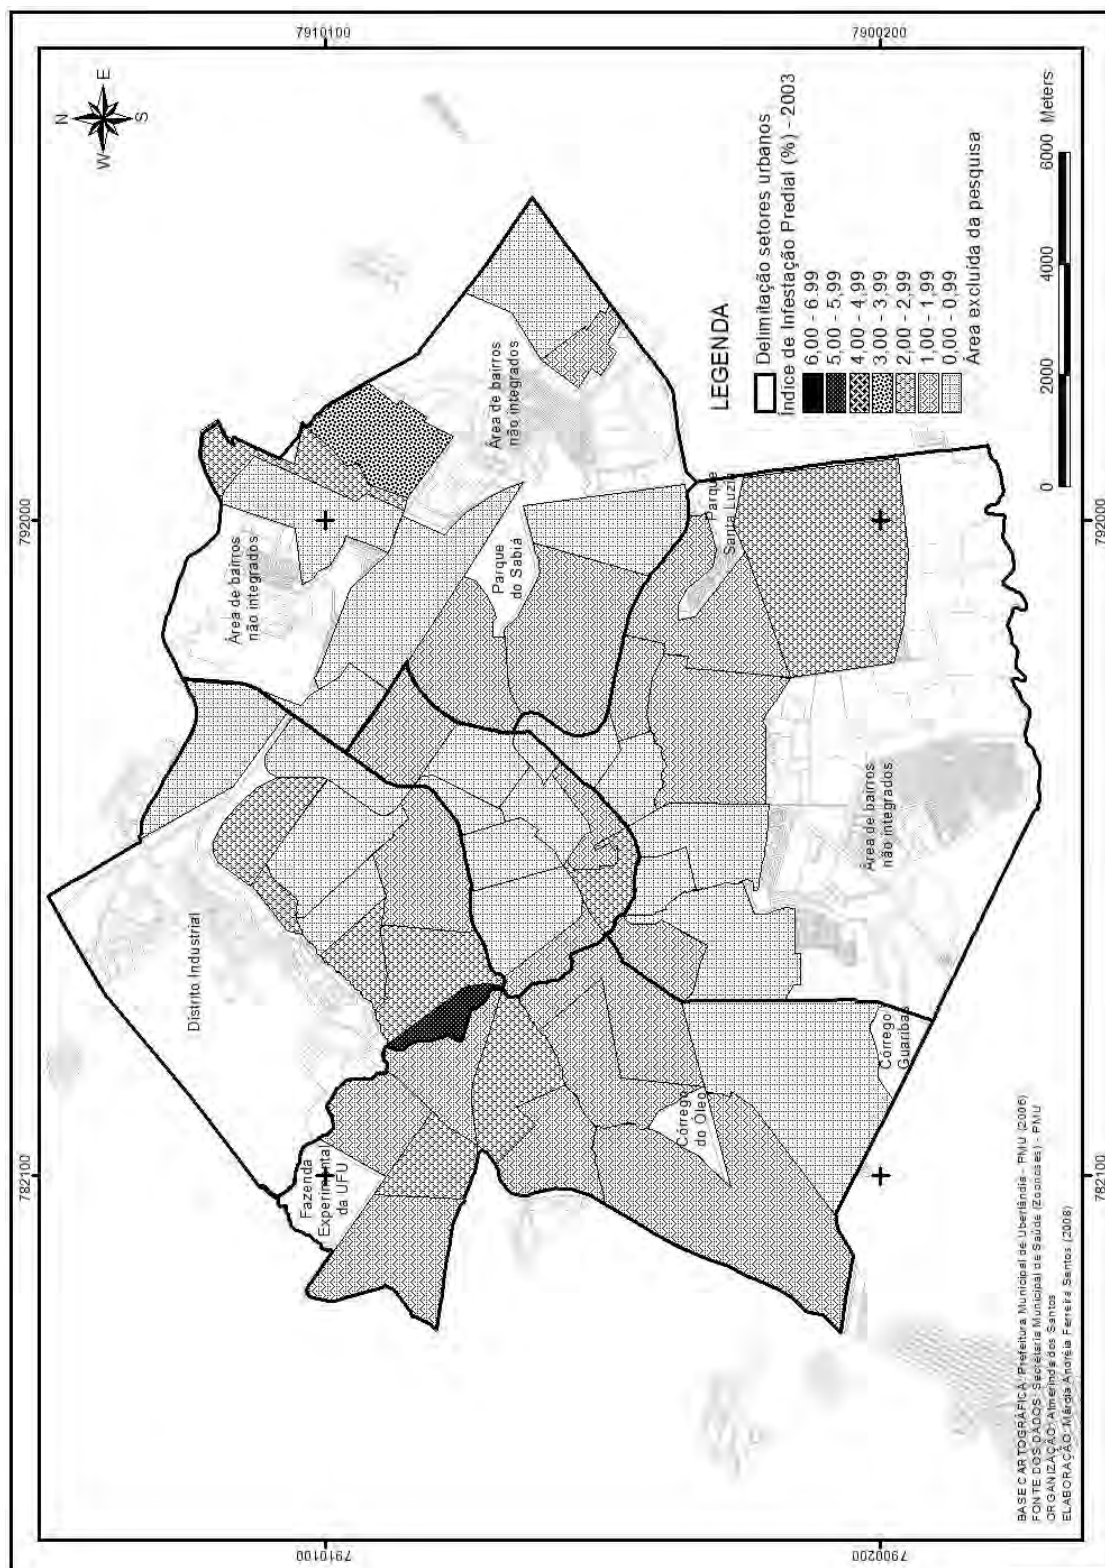 7910100
7900200
792000
782100
N
W
E
S
Distrito Industrial
Área de bairros
não integrados
Área de bairros
não integrados
Parque
do Sabiá
Parque
Santa Luzia
Fazenda
Experimental
da UFU
Córrego
do Óleo
Área de bairros
não integrados
Córrego
Guaribas
LEGENDA
Delimitação setores urbanos
Índice de Infestação Predial (%) - 2003
6,00 - 6,99
5,00 - 5,99
4,00 - 4,99
3,00 - 3,99
2,00 - 2,99
1,00 - 1,99
0,00 - 0,99
Área excluída da pesquisa
0 2000 4000 6000 Meters
BASE CARTOGRÁFICA: Prefeitura Municipal de Uberlândia - PMU (2006)
FONTE DOS DADOS: Secretaria Municipal de Saúde (Zoonoses) - PMU
ORGANIZAÇÃO: Almerinda dos Santos
ELABORAÇÃO: Márcia Andréia Ferreira Santos (2008)
792000
782100
7910100
7900200